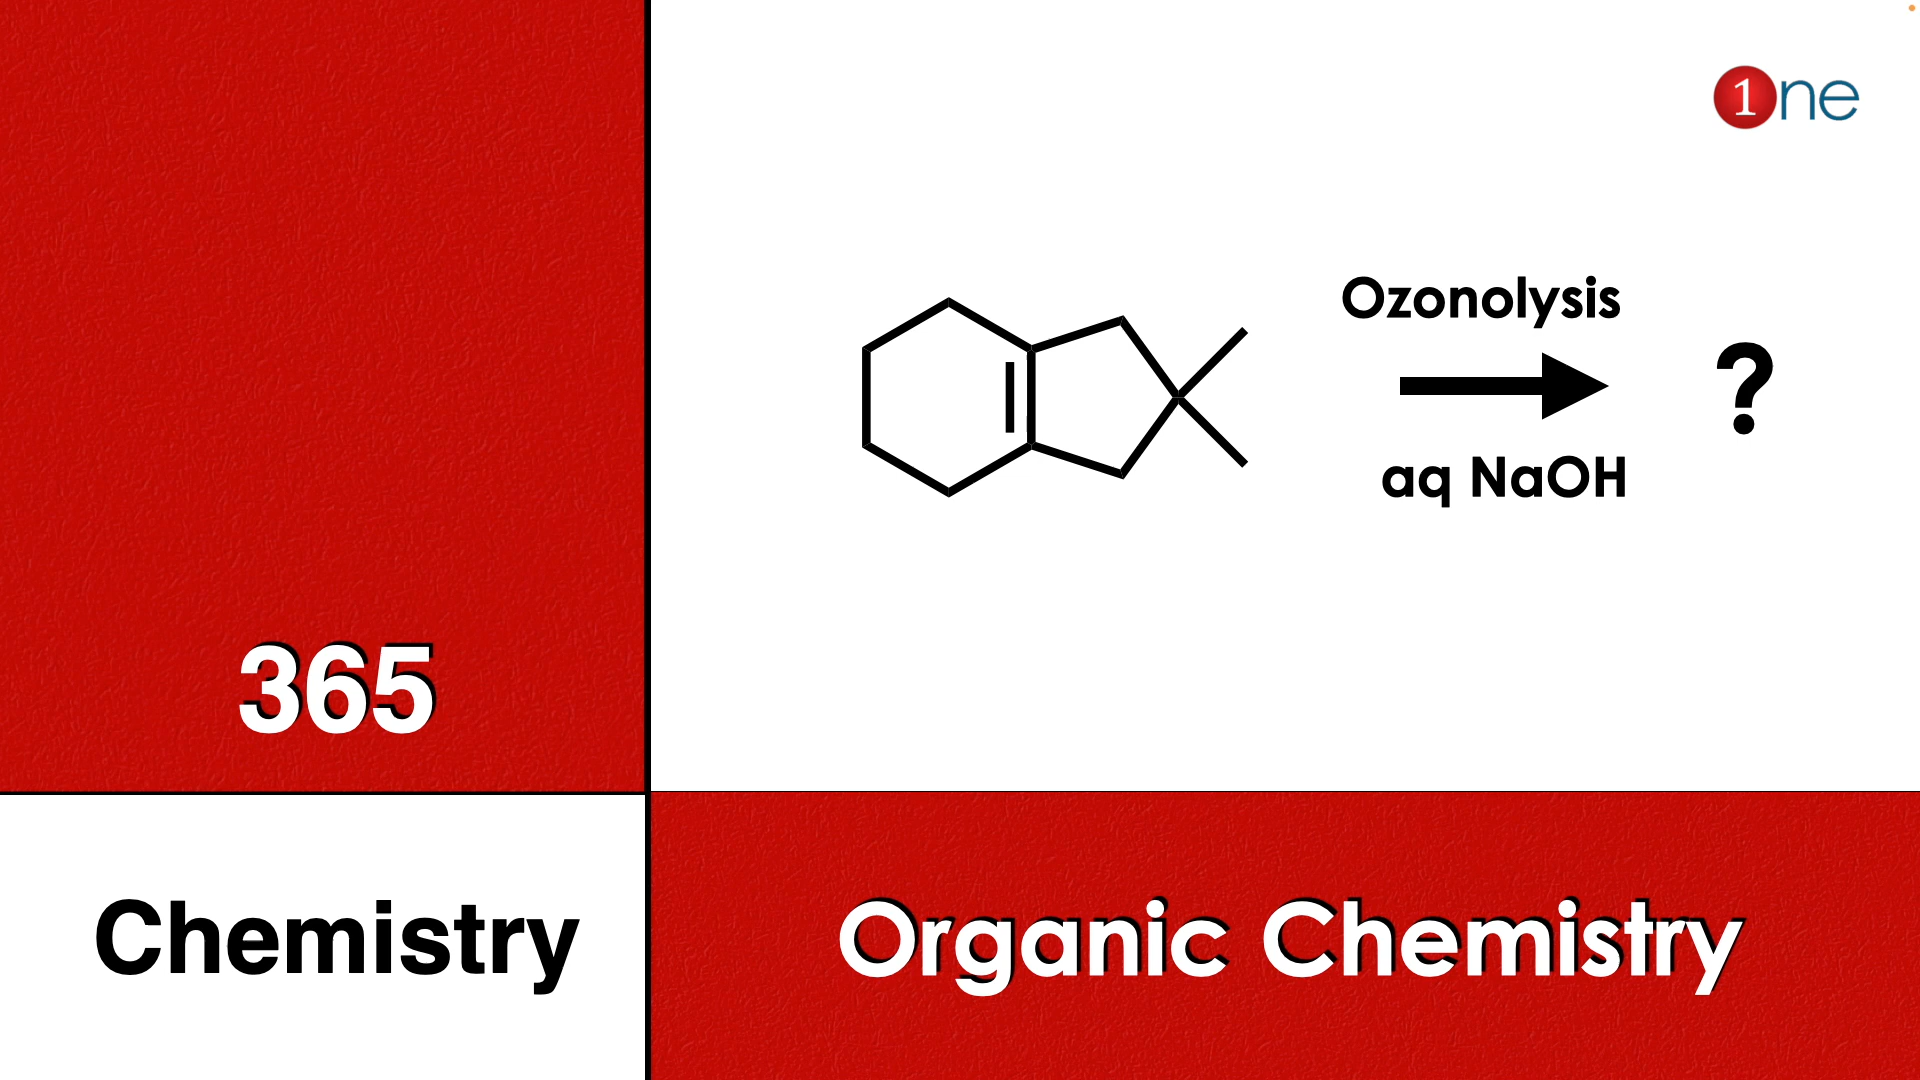 1ne
Ozonolysis
?
aq NaOH
365
Chemistry
Organic Chemistry